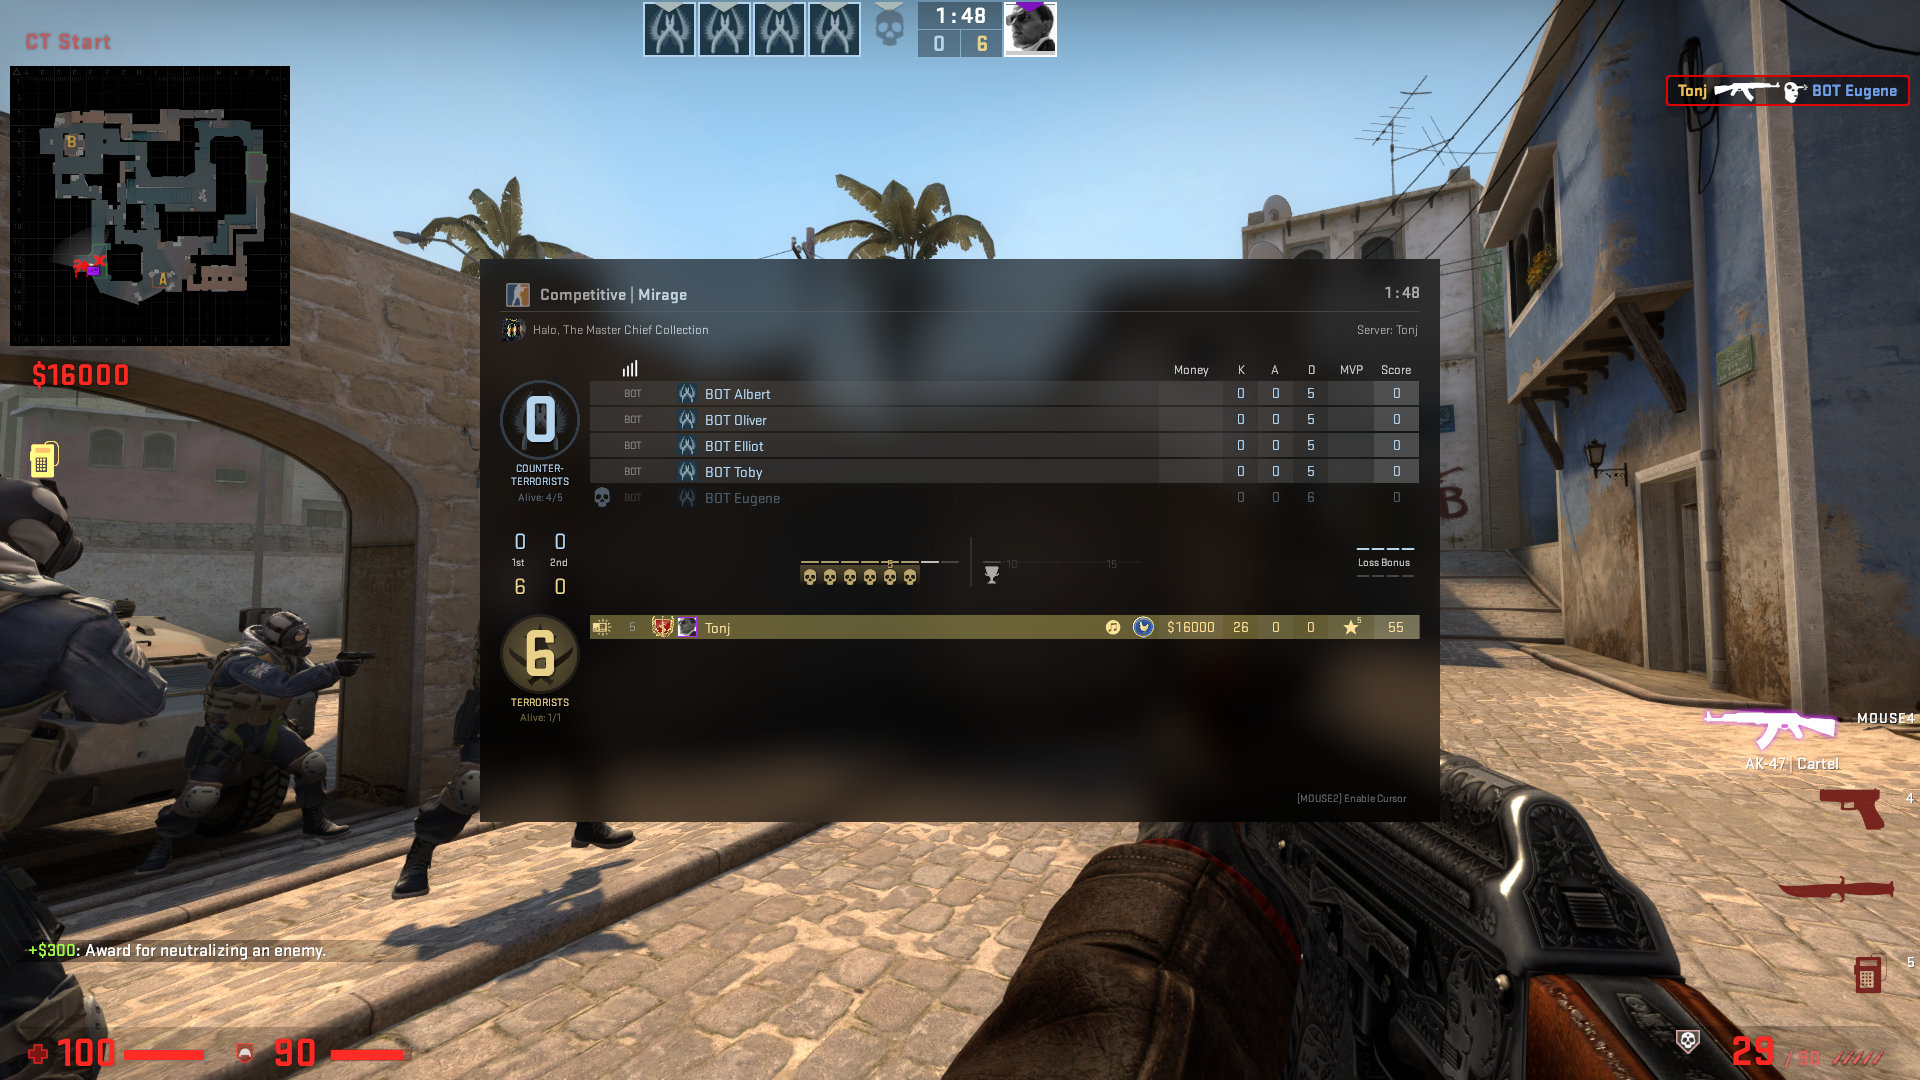 1:48
0 6
CT Start
B
A
Tonj BOT Eugene
$16000
Competitive | Mirage 1:48
Halo, The Master Chief Collection Server: Tonj
Money K A D MVP Score
BOT BOT Albert 0 0 5 0
BOT BOT Oliver 0 0 5 0
BOT BOT Elliot 0 0 5 0
BOT BOT Toby 0 0 5 0
BOT BOT Eugene 0 0 6 0
0
COUNTER-
TERRORISTS
Alive: 4/5
0 0
1st 2nd
6 0
5 10 15
Loss Bonus
6
TERRORISTS
Alive: 1/1
5 Tonj $16000 26 0 0 5 55
[MOUSE2] Enable Cursor
MOUSE4
AK-47 | Cartel
4
5
+$300: Award for neutralizing an enemy.
100 90
29 / 90